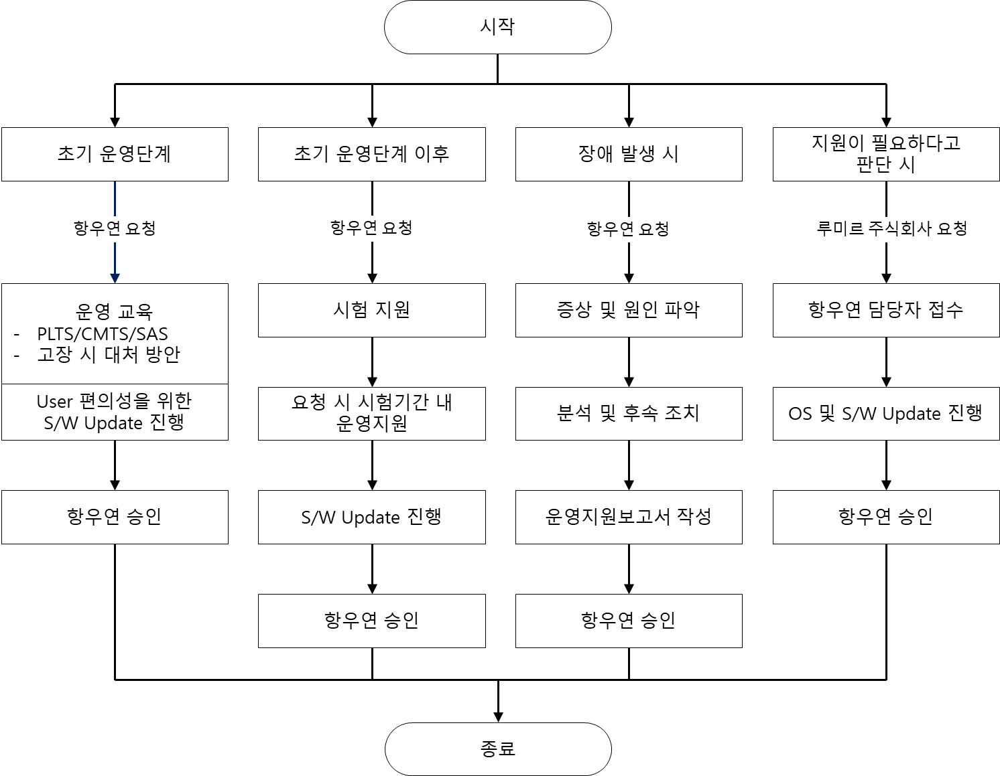 시작
초기 운영단계
초기 운영단계 이후
장애 발생 시
지원이 필요하다고
판단 시
항우연 요청
항우연 요청
항우연 요청
루미르 주식회사 요청
운영 교육
- PLTS/CMTS/SAS
- 고장 시 대처 방안
시험 지원
증상 및 원인 파악
항우연 담당자 접수
User 편의성을 위한
S/W Update 진행
요청 시 시험기간 내
운영지원
분석 및 후속 조치
OS 및 S/W Update 진행
항우연 승인
S/W Update 진행
운영지원보고서 작성
항우연 승인
항우연 승인
항우연 승인
종료